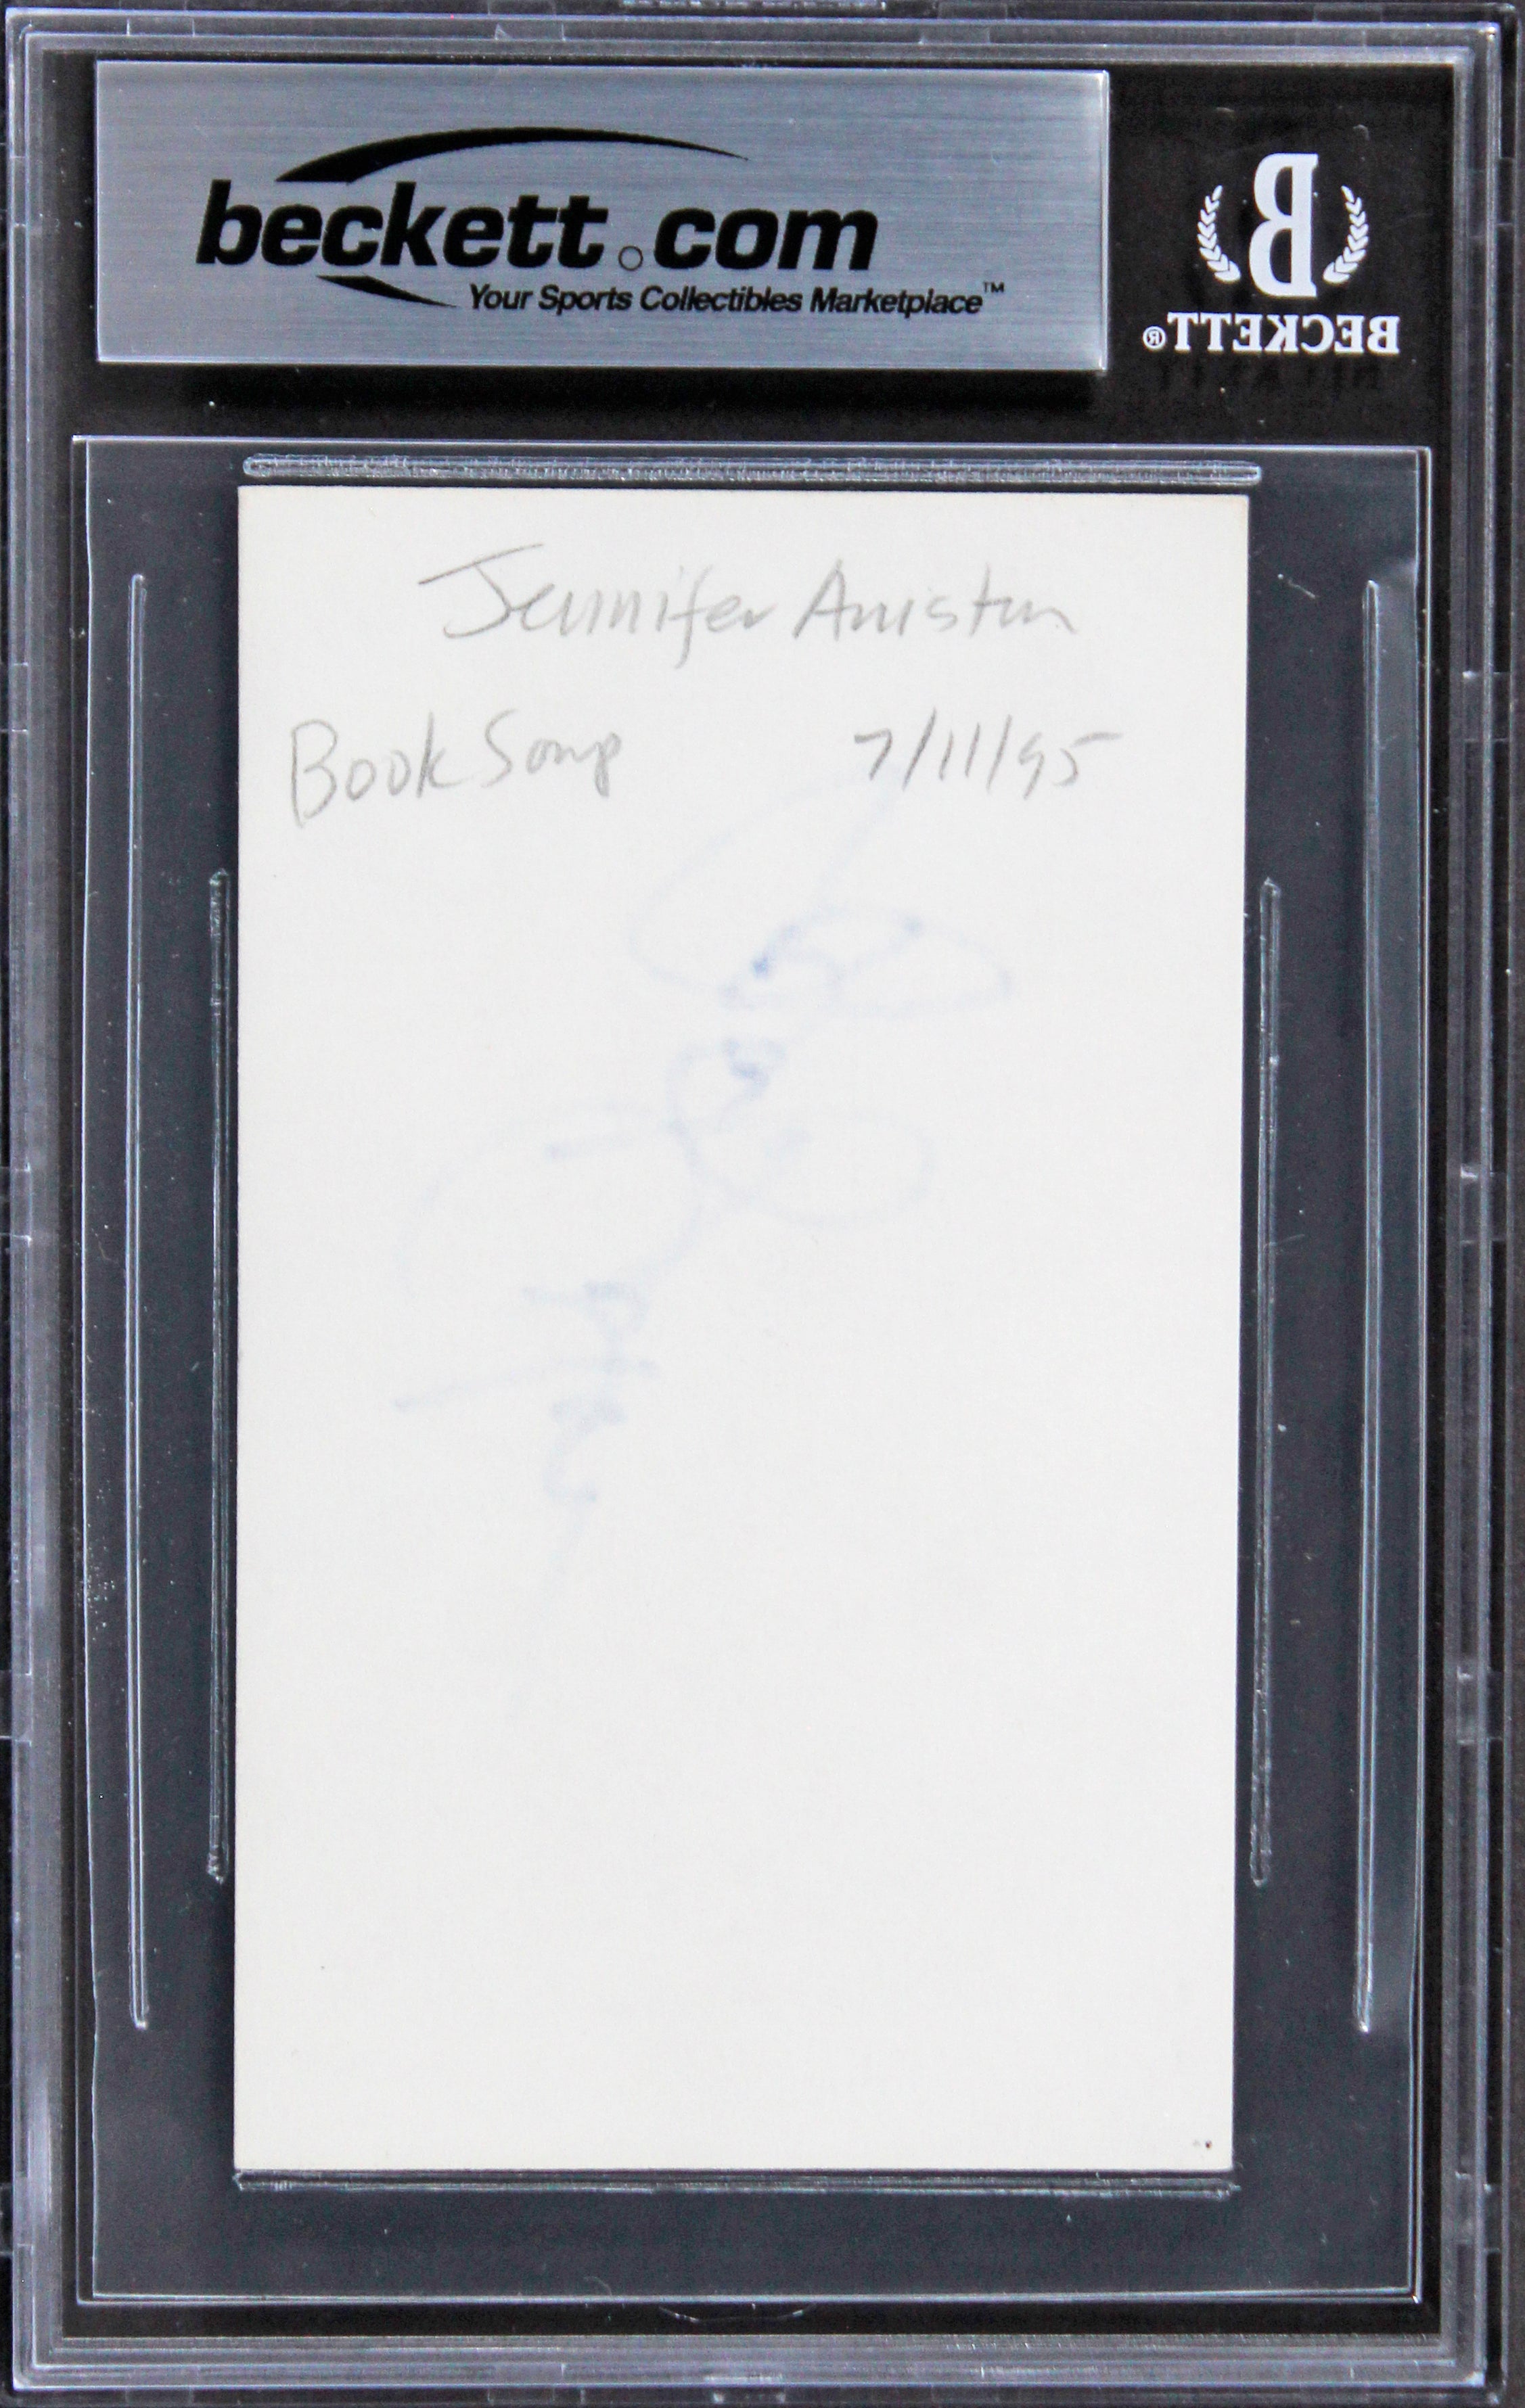 beckett.com
Your Sports Collectibles Marketplace™
B
BECKETT®
Jennifer Aniston
Book Soup 7/11/95